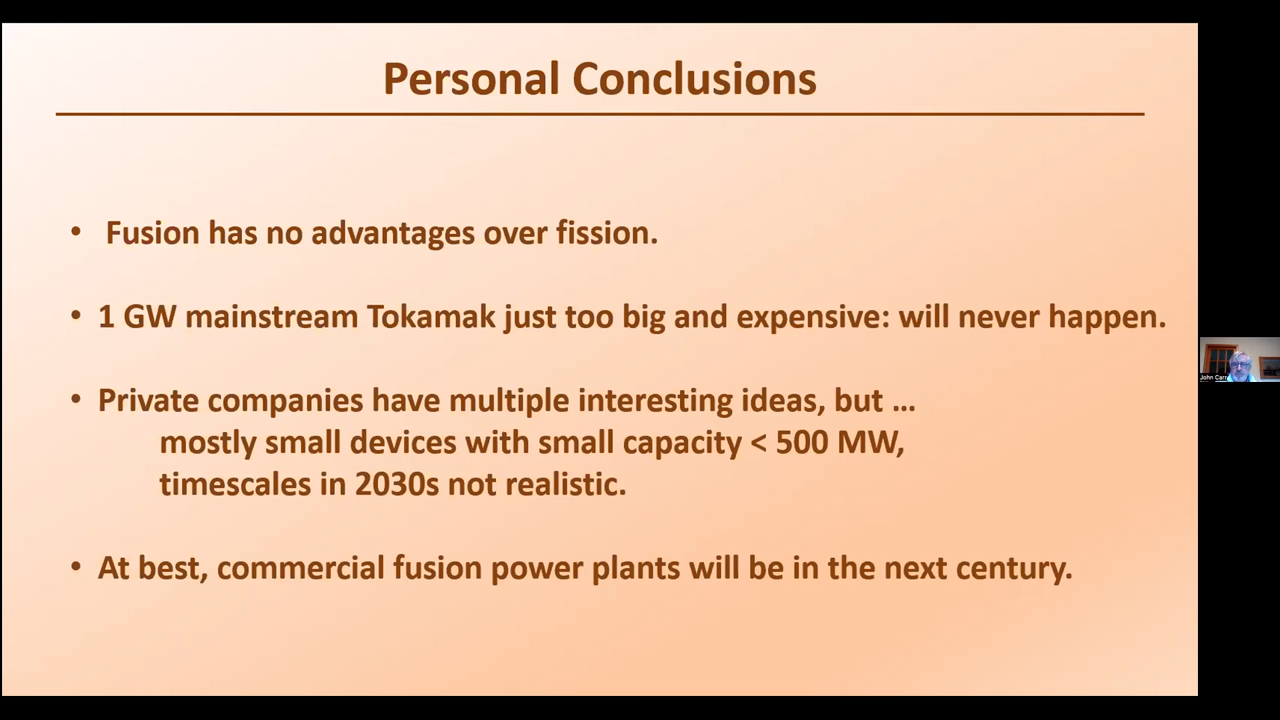 Personal Conclusions
• Fusion has no advantages over fission.
• 1 GW mainstream Tokamak just too big and expensive: will never happen.
• Private companies have multiple interesting ideas, but ...
mostly small devices with small capacity < 500 MW,
timescales in 2030s not realistic.
John
• At best, commercial fusion power plants will be in the next century.